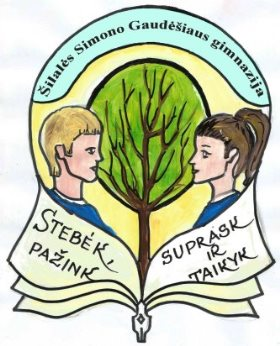 Šilalės Simono Gaudėšiaus gimnazija
STEBĖK,
PAŽINK
SUPRASK
IR
TAIKYK